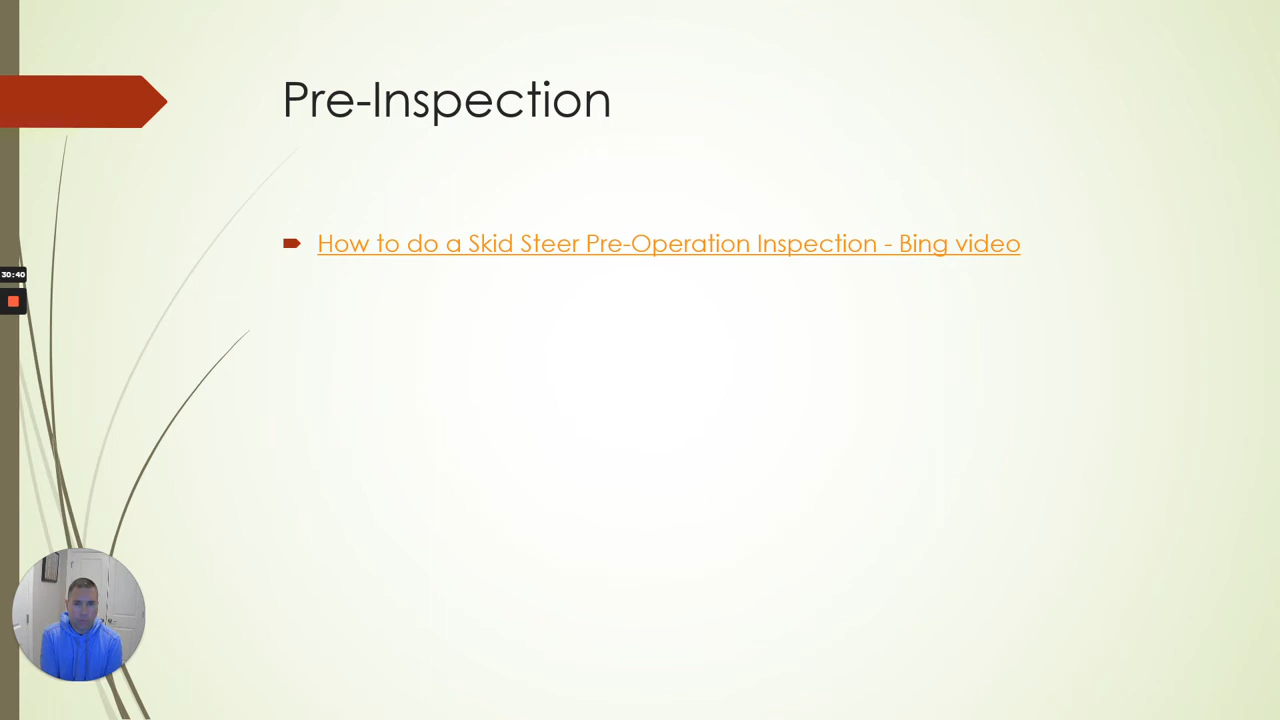 Pre-Inspection
How to do a Skid Steer Pre-Operation Inspection - Bing video
30:40